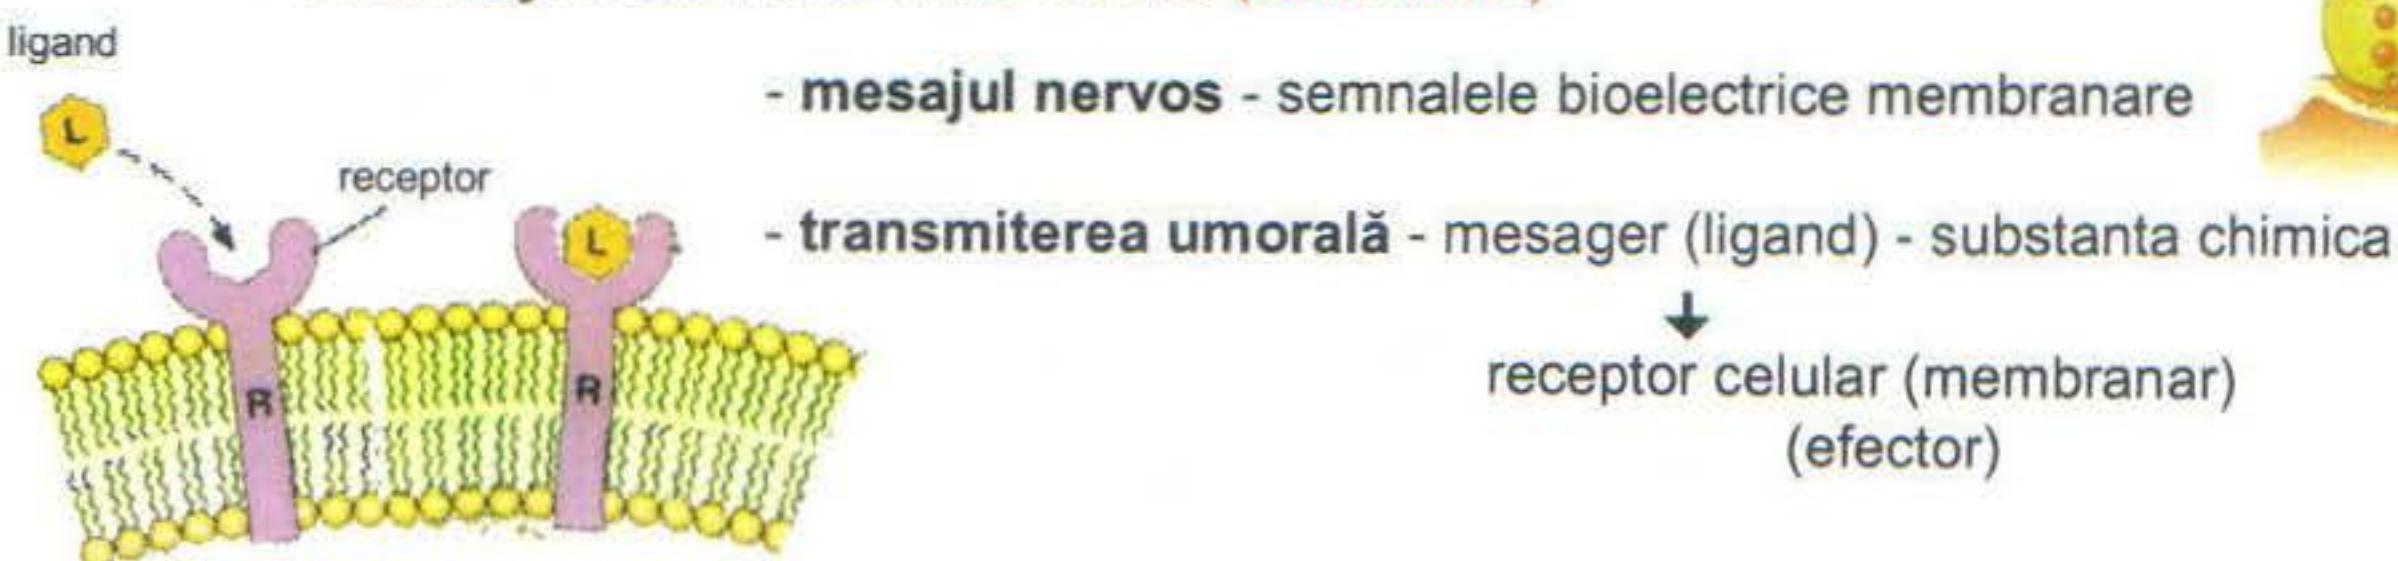 ligand
- mesajul nervos - semnalele bioelectrice membranare
L
receptor
L
- transmiterea umorală - mesager (ligand) - substanta chimica
receptor celular (membranar)
R
R
(efector)